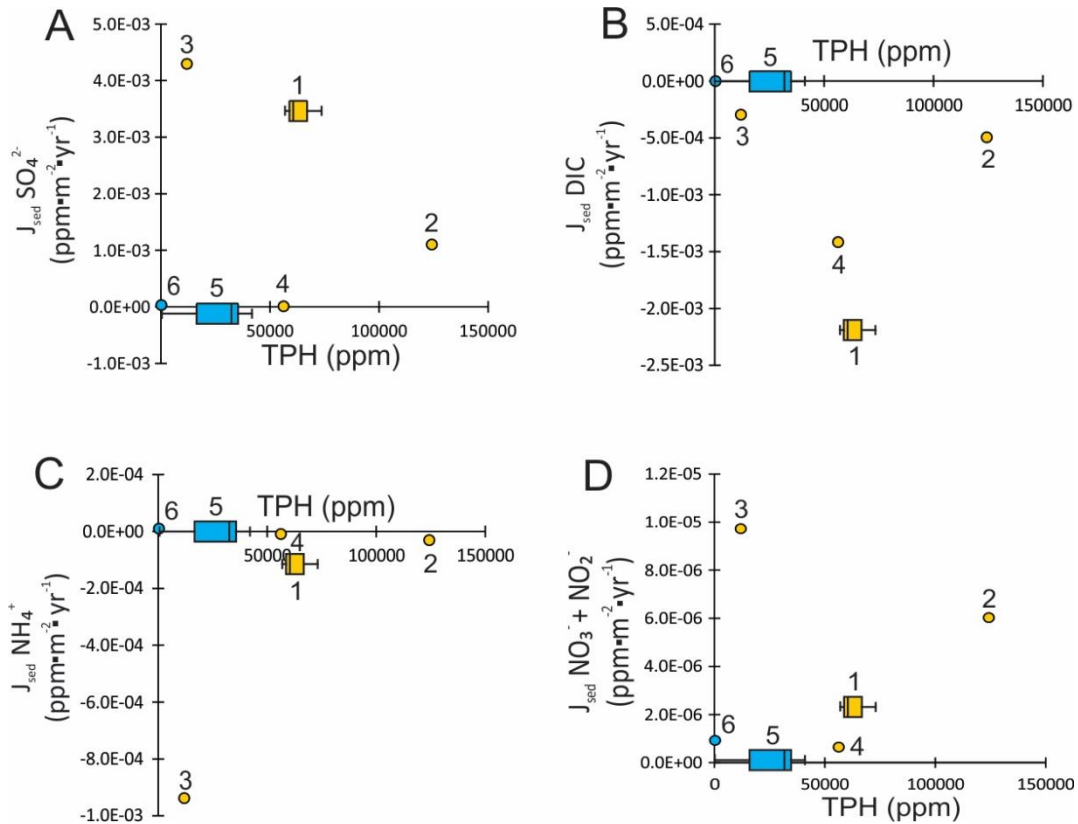 A
5.0E-03
4.0E-03
3.0E-03
2.0E-03
1.0E-03
0.0E+00
-1.0E-03
J_sed SO₄²⁻
(ppm▪m⁻²▪yr⁻¹)
3
1
2
6
5
4
50000
100000
150000
TPH (ppm)
B
5.0E-04
0.0E+00
-5.0E-04
-1.0E-03
-1.5E-03
-2.0E-03
-2.5E-03
J_sed DIC
(ppm▪m⁻²▪yr⁻¹)
TPH (ppm)
6
5
50000
100000
150000
3
2
4
1
C
2.0E-04
0.0E+00
-2.0E-04
-4.0E-04
-6.0E-04
-8.0E-04
-1.0E-03
J_sed NH₄⁺
(ppm▪m⁻²▪yr⁻¹)
TPH (ppm)
6
5
4
50000
100000
150000
2
1
3
D
1.2E-05
1.0E-05
8.0E-06
6.0E-06
4.0E-06
2.0E-06
0.0E+00
J_sed NO₃⁻ + NO₂⁻
(ppm▪m⁻²▪yr⁻¹)
3
2
1
6
5
4
0
50000
100000
150000
TPH (ppm)